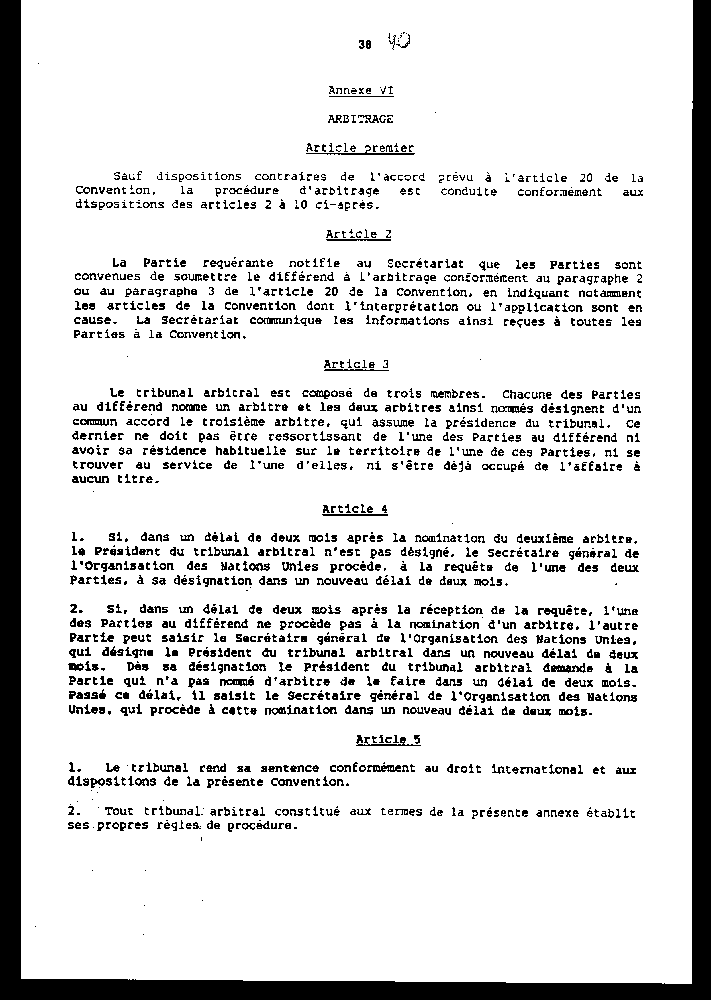 38 40
Annexe VI
ARBITRAGE
Article premier
Sauf dispositions contraires de l'accord prévu à l'article 20 de la
Convention, la procédure d'arbitrage est conduite conformément aux
dispositions des articles 2 à 10 ci-après.
Article 2
La Partie requérante notifie au Secrétariat que les Parties sont
convenues de soumettre le différend à l'arbitrage conformément au paragraphe 2
ou au paragraphe 3 de l'article 20 de la Convention, en indiquant notamment
les articles de la Convention dont l'interprétation ou l'application sont en
cause. La Secrétariat communique les informations ainsi reçues à toutes les
Parties à la Convention.
Article 3
Le tribunal arbitral est composé de trois membres. Chacune des Parties
au différend nomme un arbitre et les deux arbitres ainsi nommés désignent d'un
commun accord le troisième arbitre, qui assume la présidence du tribunal. Ce
dernier ne doit pas être ressortissant de l'une des Parties au différend ni
avoir sa résidence habituelle sur le territoire de l'une de ces Parties, ni se
trouver au service de l'une d'elles, ni s'être déjà occupé de l'affaire à
aucun titre.
Article 4
1. Si, dans un délai de deux mois après la nomination du deuxième arbitre,
le Président du tribunal arbitral n'est pas désigné, le Secrétaire général de
l'Organisation des Nations Unies procède, à la requête de l'une des deux
Parties, à sa désignation dans un nouveau délai de deux mois.
2. Si, dans un délai de deux mois après la réception de la requête, l'une
des Parties au différend ne procède pas à la nomination d'un arbitre, l'autre
Partie peut saisir le Secrétaire général de l'Organisation des Nations Unies,
qui désigne le Président du tribunal arbitral dans un nouveau délai de deux
mois. Dès sa désignation le Président du tribunal arbitral demande à la
Partie qui n'a pas nommé d'arbitre de le faire dans un délai de deux mois.
Passé ce délai, il saisit le Secrétaire général de l'Organisation des Nations
Unies, qui procède à cette nomination dans un nouveau délai de deux mois.
Article 5
1. Le tribunal rend sa sentence conformément au droit international et aux
dispositions de la présente Convention.
2. Tout tribunal arbitral constitué aux termes de la présente annexe établit
ses propres règles de procédure.